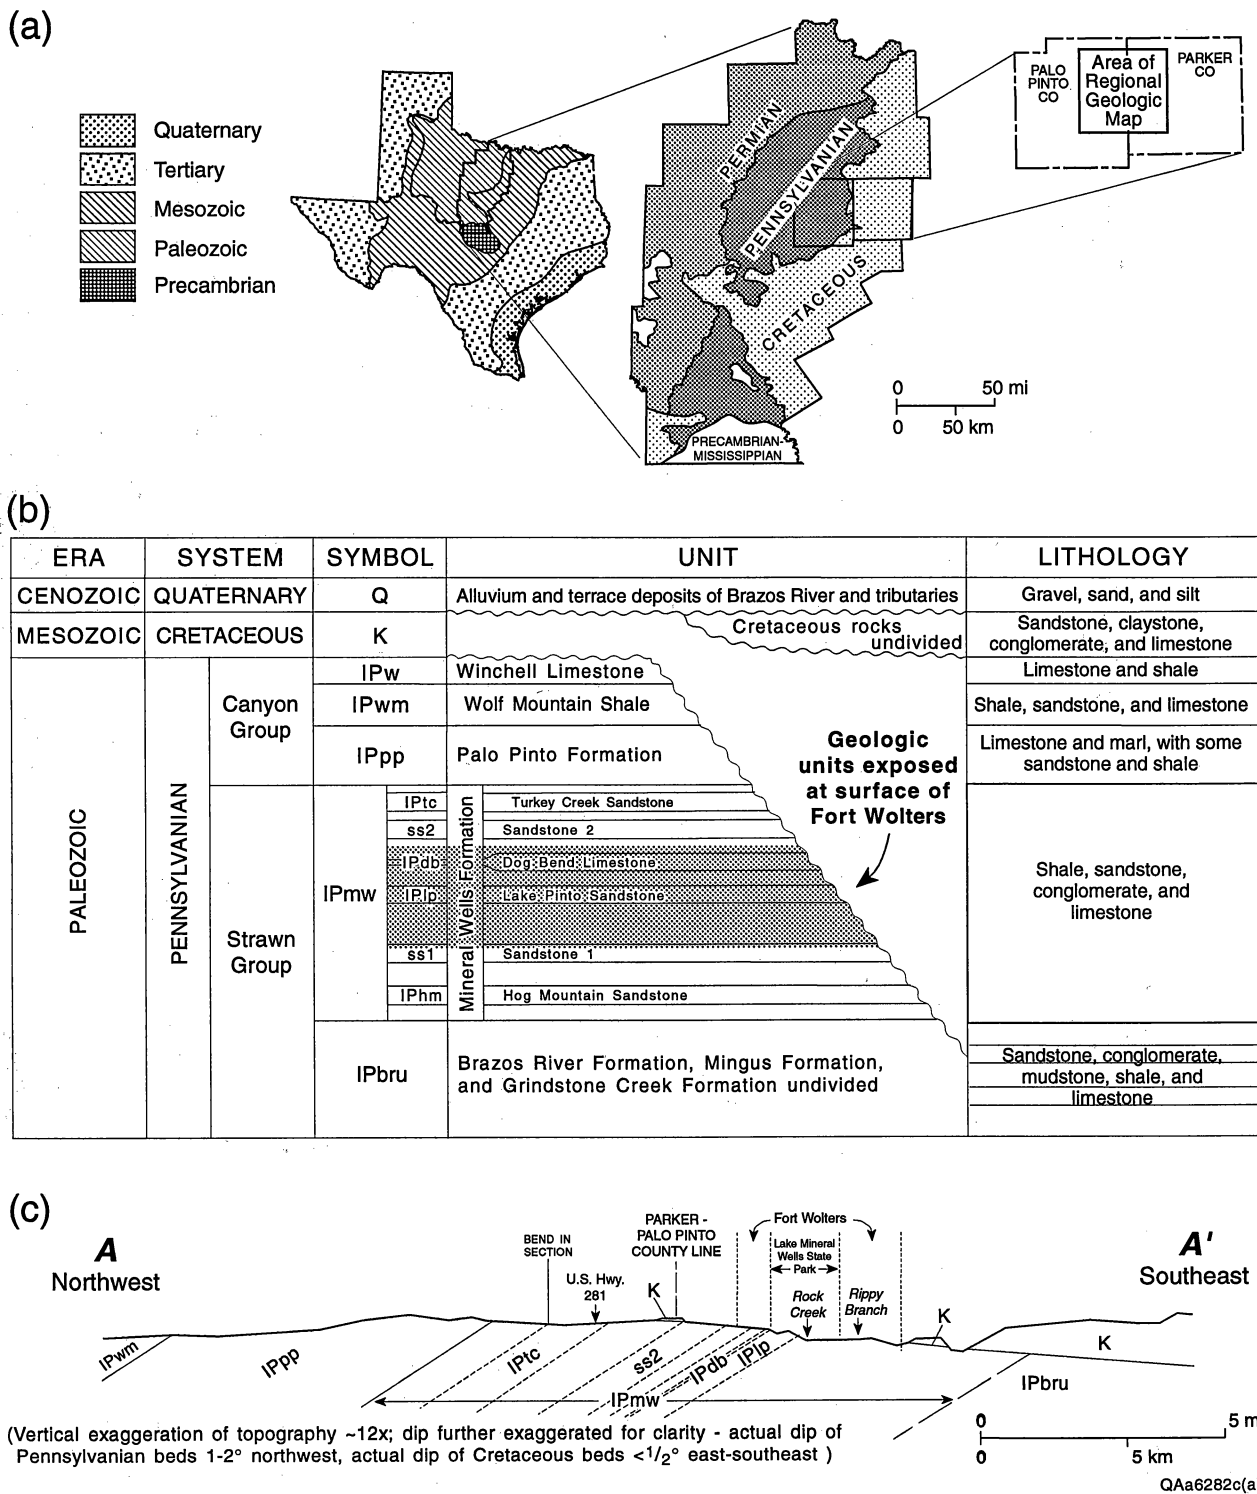 (a)
Quaternary
Tertiary
Mesozoic
Paleozoic
Precambrian
PERMIAN
PENNSYLVANIAN
CRETACEOUS
PRECAMBRIAN-
MISSISSIPPIAN
PALO
PINTO
CO
Area of
Regional
Geologic
Map
PARKER
CO
0 50 mi
0 50 km
(b)
ERA SYSTEM SYMBOL UNIT LITHOLOGY
CENOZOIC QUATERNARY Q Alluvium and terrace deposits of Brazos River and tributaries Gravel, sand, and silt
MESOZOIC CRETACEOUS K Cretaceous rocks
undivided
Sandstone, claystone,
conglomerate, and limestone
PALEOZOIC
PENNSYLVANIAN
Canyon
Group
IPw Winchell Limestone Limestone and shale
IPwm Wolf Mountain Shale Shale, sandstone, and limestone
IPpp Palo Pinto Formation Limestone and marl, with some
sandstone and shale
Geologic
units exposed
at surface of
Fort Wolters
Strawn
Group
IPmw
Mineral Wells Formation
IPtc Turkey Creek Sandstone
ss2 Sandstone 2
IPdb Dog Bend Limestone
IPlp Lake Pinto Sandstone
ss1 Sandstone 1
IPhm Hog Mountain Sandstone
Shale, sandstone,
conglomerate, and
limestone
IPbru Brazos River Formation, Mingus Formation,
and Grindstone Creek Formation undivided
Sandstone, conglomerate,
mudstone, shale, and
limestone
(c)
A
Northwest
BEND IN
SECTION
U.S. Hwy.
281
PARKER -
PALO PINTO
COUNTY LINE
K
Fort Wolters
Lake Mineral
Wells State
Park
Rock
Creek
Rippy
Branch
A'
Southeast
K
K
IPwm
IPpp
IPtc
ss2
IPdb
IPlp
IPmw
IPbru
(Vertical exaggeration of topography ~12x; dip further exaggerated for clarity - actual dip of
Pennsylvanian beds 1-2° northwest, actual dip of Cretaceous beds <1/2° east-southeast )
0 5 m
0 5 km
QAa6282c(a